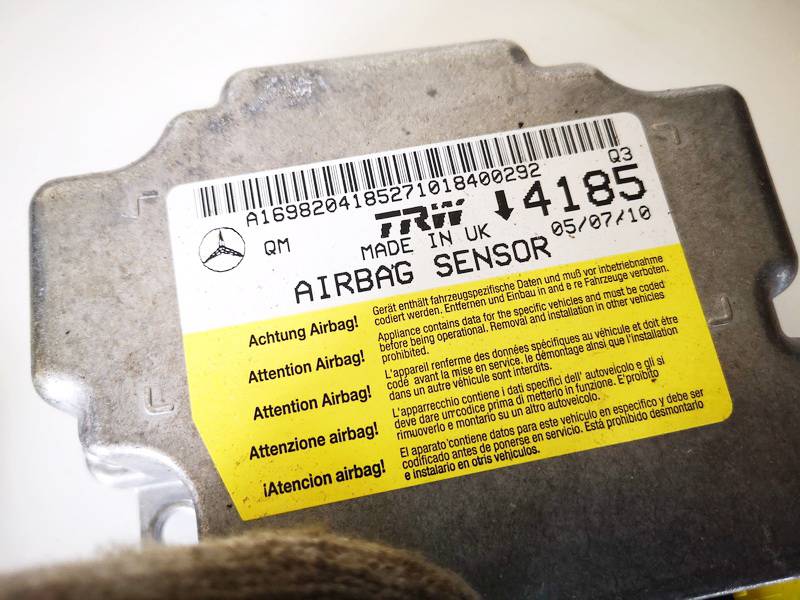 A16982041852710184002​92
Q3
TRW
4185
QM
MADE IN UK
05/07/10
AIRBAG SENSOR
Achtung Airbag!
Gerät enthält fahrzeugspezifische Daten und muß vor inbetriebnahme
codiert werden. Entfernen und Einbau in and e re Fahrzeuge verboten.
Attention Airbag!
Appliance contains data for the specific vehicles and must be coded
before being operational. Removal and installation in other vehicles
prohibited.
Attention Airbag!
L'appareil renferme des données spécifiques au véhicule et doit être
codé avant la mise en service. le démontage ainsi que l'installation
dans un autre véhicule sont interdits.
Attenzione airbag!
L'apparrecchio contiene i dati specifici dell' autoveicolo e gli si
deve dare un codice prima di metterlo in funzione. E'proibito
rimuoverlo e montarlo su un altro autoveicolo.
¡Atencion airbag!
El aparato contiene datos para este vehículo en específico y debe ser
codificado antes de ponerse en servicio. Está prohibido desmontarlo
e instalarlo en otris vehículos.